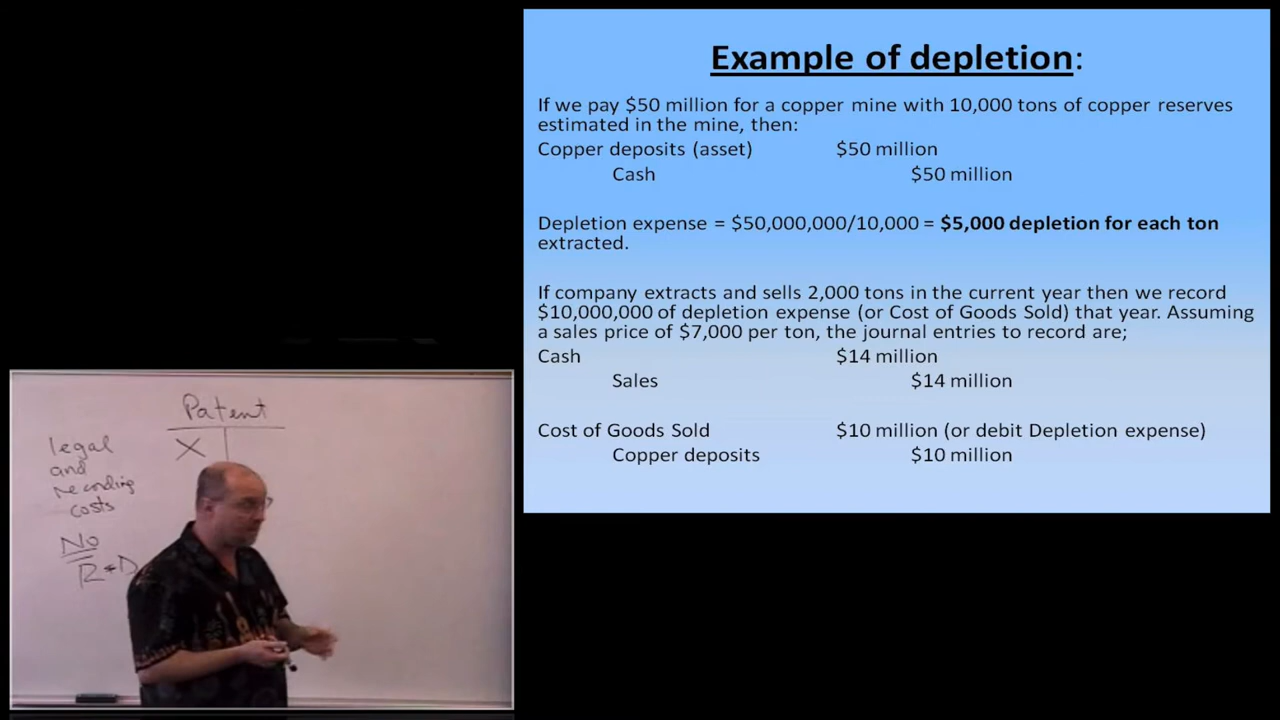 Example of depletion:
If we pay $50 million for a copper mine with 10,000 tons of copper reserves
estimated in the mine, then:
Copper deposits (asset) $50 million
Cash $50 million
Depletion expense = $50,000,000/10,000 = $5,000 depletion for each ton
extracted.
If company extracts and sells 2,000 tons in the current year then we record
$10,000,000 of depletion expense (or Cost of Goods Sold) that year. Assuming
a sales price of $7,000 per ton, the journal entries to record are;
Cash $14 million
Sales $14 million
Cost of Goods Sold $10 million (or debit Depletion expense)
Copper deposits $10 million
Patent
X
legal
and
recording
costs
No
R+D